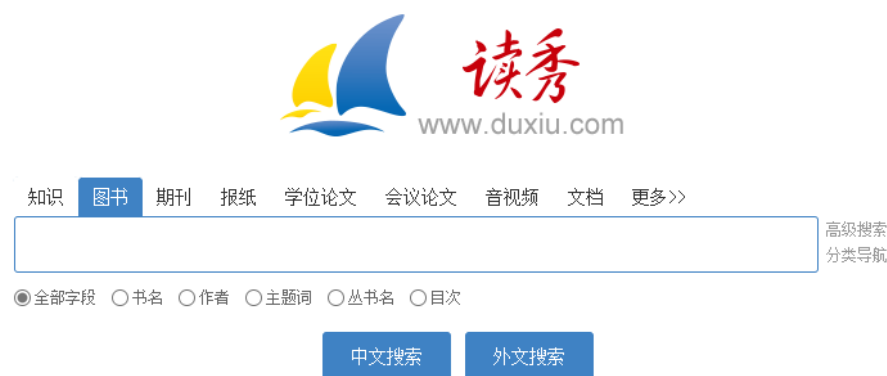 读秀
www.duxiu.com
知识 图书 期刊 报纸 学位论文 会议论文 音视频 文档 更多>>
高级搜索
分类导航
全部字段 书名 作者 主题词 丛书名 目次
中文搜索 外文搜索